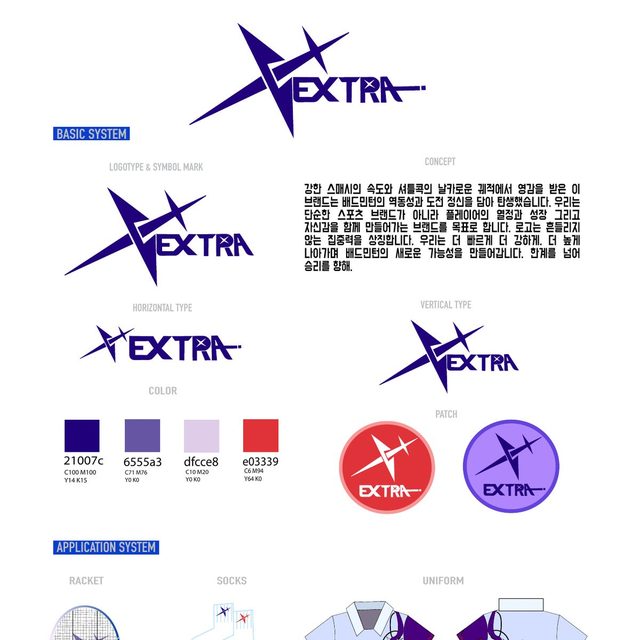 EXTRA
BASIC SYSTEM
LOGOTYPE & SYMBOL MARK
CONCEPT
강한 스매시의 속도와 셔틀콕의 날카로운 궤적에서 영감을 받은 이
브랜드는 배드민턴의 역동성과 도전 정신을 담아 탄생했습니다. 우리는
단순한 스포츠 브랜드가 아니라 플레이어의 열정과 성장 그리고
자신감을 함께 만들어가는 브랜드를 목표로 합니다. 로고는 흔들리지
않는 집중력을 상징합니다. 우리는 더 빠르게 더 강하게, 더 높게
나아가며 배드민턴의 새로운 가능성을 만들어갑니다. 한계를 넘어
승리를 향해.
EXTRA
HORIZONTAL TYPE
VERTICAL TYPE
EXTRA
EXTRA
COLOR
PATCH
21007c
C100 M100
Y14 K15
6555a3
C71 M76
Y0 K0
dfcce8
C10 M20
Y0 K0
e03339
C6 M94
Y64 K0
EXTRA
EXTRA
APPLICATION SYSTEM
RACKET
SOCKS
UNIFORM